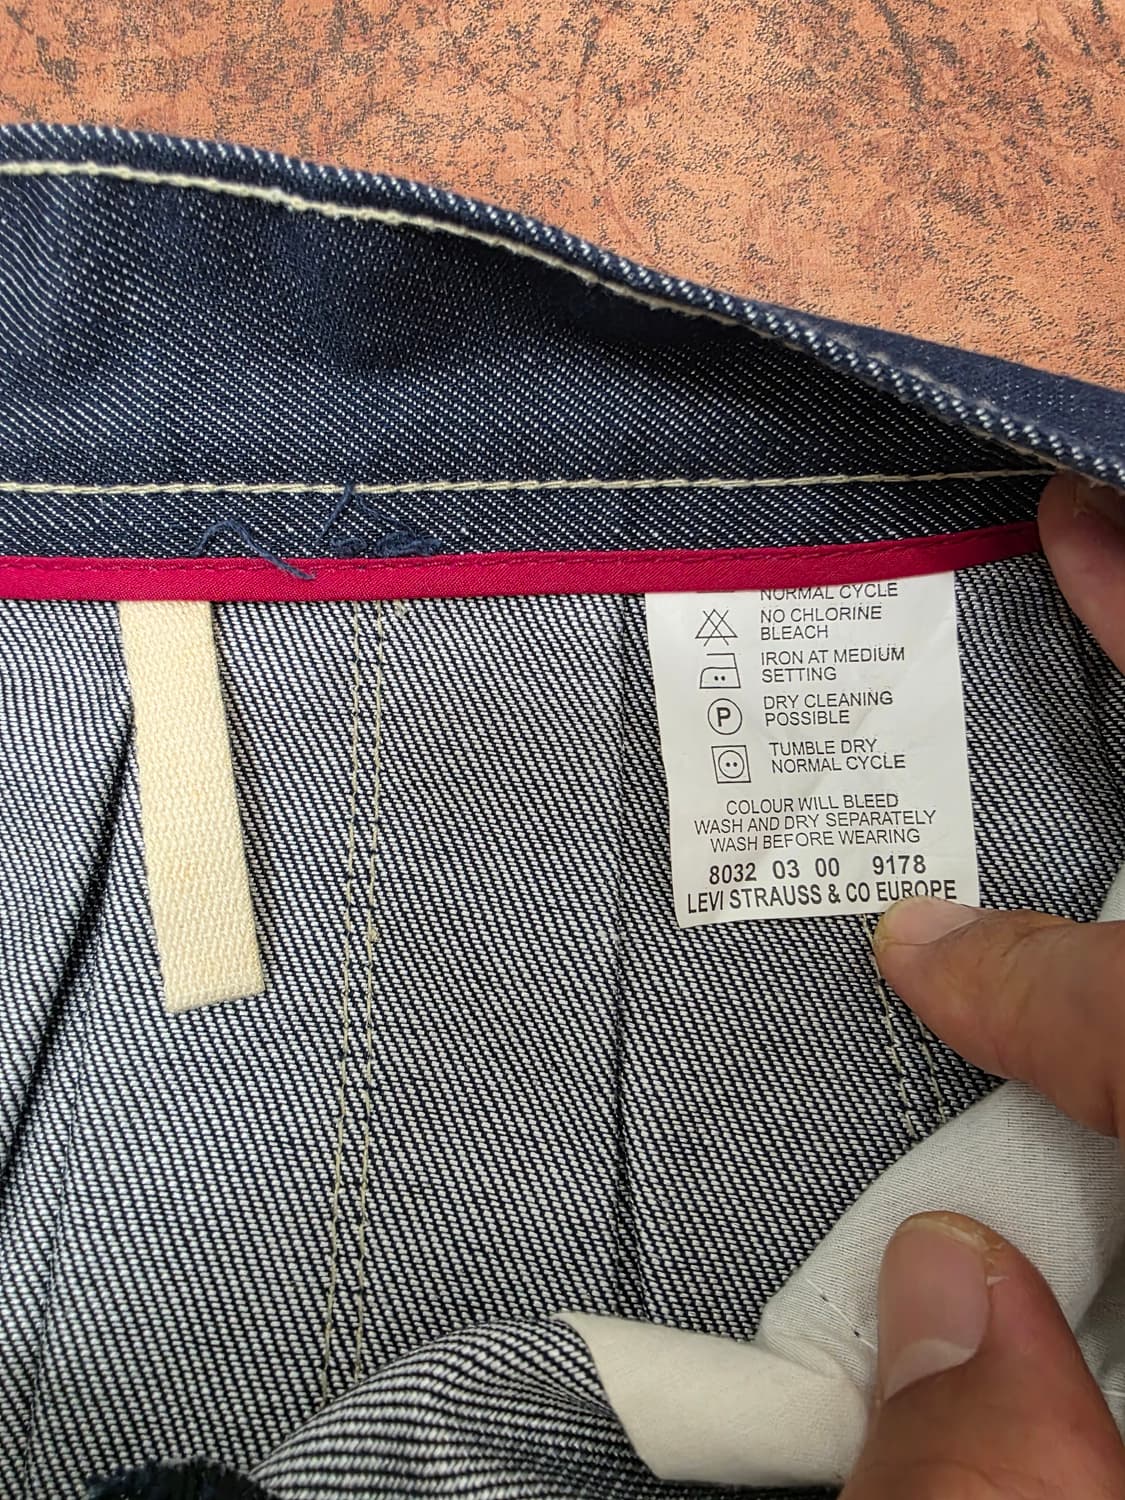 NORMAL CYCLE
NO CHLORINE
BLEACH
IRON AT MEDIUM
SETTING
P
DRY CLEANING
POSSIBLE
TUMBLE DRY
NORMAL CYCLE
COLOUR WILL BLEED
WASH AND DRY SEPARATELY
WASH BEFORE WEARING
8032 03 00 9178
LEVI STRAUSS & CO EUROPE